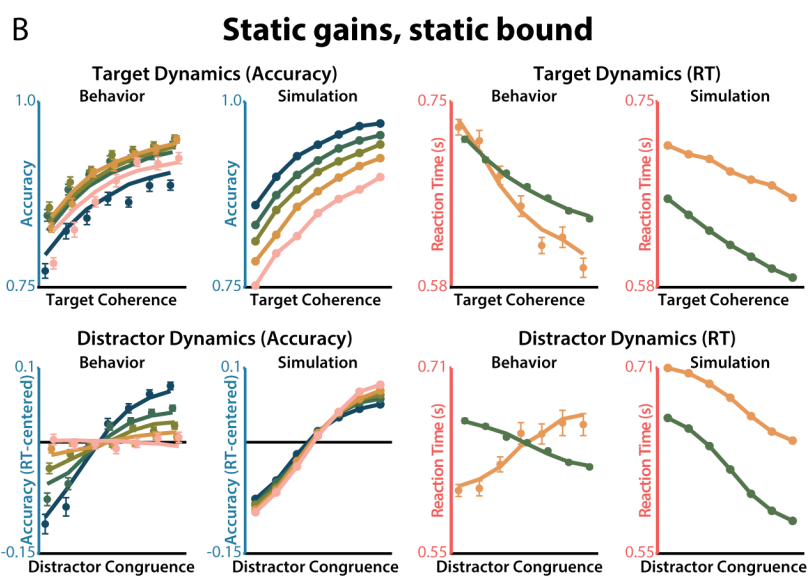 B
Static gains, static bound
Target Dynamics (Accuracy)
Target Dynamics (RT)
Behavior
Simulation
Behavior
Simulation
1.0
Accuracy
0.75
Target Coherence
1.0
Accuracy
0.75
Target Coherence
0.75
Reaction Time (s)
0.58
Target Coherence
0.75
Reaction Time (s)
0.58
Target Coherence
Distractor Dynamics (Accuracy)
Distractor Dynamics (RT)
Behavior
Simulation
Behavior
Simulation
0.1
Accuracy (RT-centered)
-0.15
Distractor Congruence
0.1
Accuracy (RT-centered)
-0.15
Distractor Congruence
0.71
Reaction Time (s)
0.55
Distractor Congruence
0.71
Reaction Time (s)
0.55
Distractor Congruence